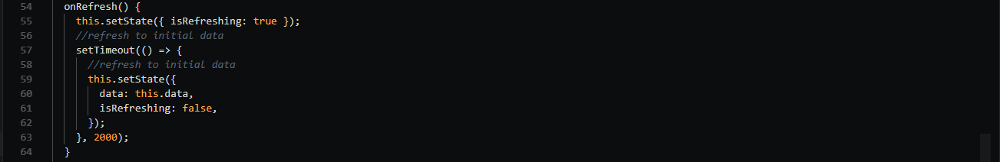 54 onRefresh() {
55 this.setState({ isRefreshing: true });
56 //refresh to initial data
57 setTimeout(() => {
58 //refresh to initial data
59 this.setState({
60 data: this.data,
61 isRefreshing: false,
62 });
63 }, 2000);
64 }